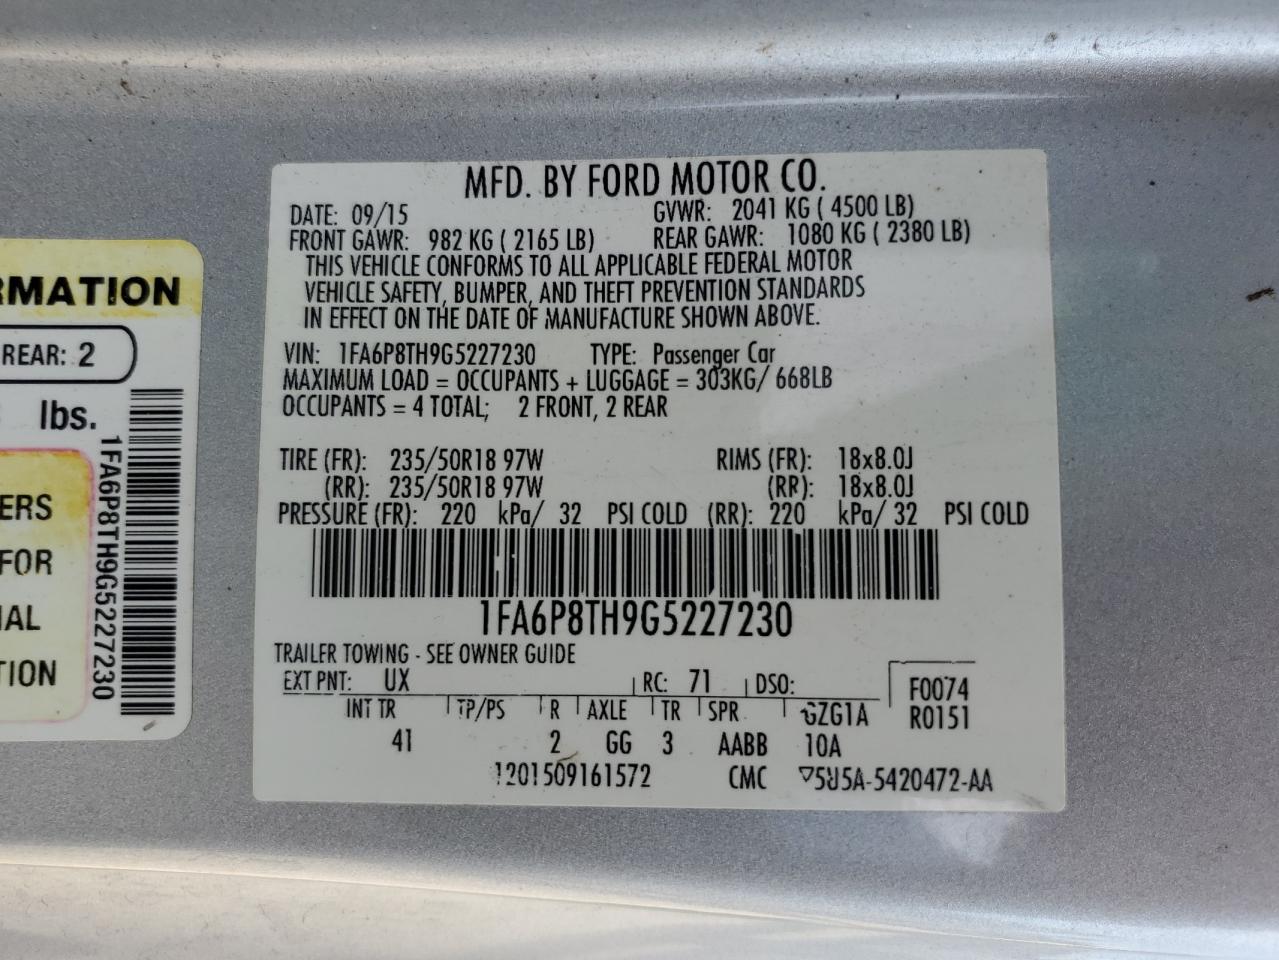 MFD. BY FORD MOTOR CO.
DATE: 09/15 GVWR: 2041 KG ( 4500 LB)
FRONT GAWR: 982 KG ( 2165 LB) REAR GAWR: 1080 KG ( 2380 LB)
THIS VEHICLE CONFORMS TO ALL APPLICABLE FEDERAL MOTOR
VEHICLE SAFETY, BUMPER, AND THEFT PREVENTION STANDARDS
IN EFFECT ON THE DATE OF MANUFACTURE SHOWN ABOVE.
VIN: 1FA6P8TH9G5227230 TYPE: Passenger Car
MAXIMUM LOAD = OCCUPANTS + LUGGAGE = 303KG/ 668LB
OCCUPANTS = 4 TOTAL; 2 FRONT, 2 REAR
TIRE (FR): 235/50R18 97W RIMS (FR): 18x8.0J
(RR): 235/50R18 97W (RR): 18x8.0J
PRESSURE (FR): 220 kPa/ 32 PSI COLD (RR): 220 kPa/ 32 PSI COLD
1FA6P8TH9G5227230
TRAILER TOWING - SEE OWNER GUIDE
EXT PNT: UX RC: 71 DSO: F0074
INT TR TP/PS R AXLE TR SPR GZG1A R0151
41 2 GG 3 AABB 10A
1201509161572 CMC 5U5A-5420472-AA
RMATION
REAR: 2
lbs.
1FA6P8TH9G5227230
ERS
FOR
IAL
TION